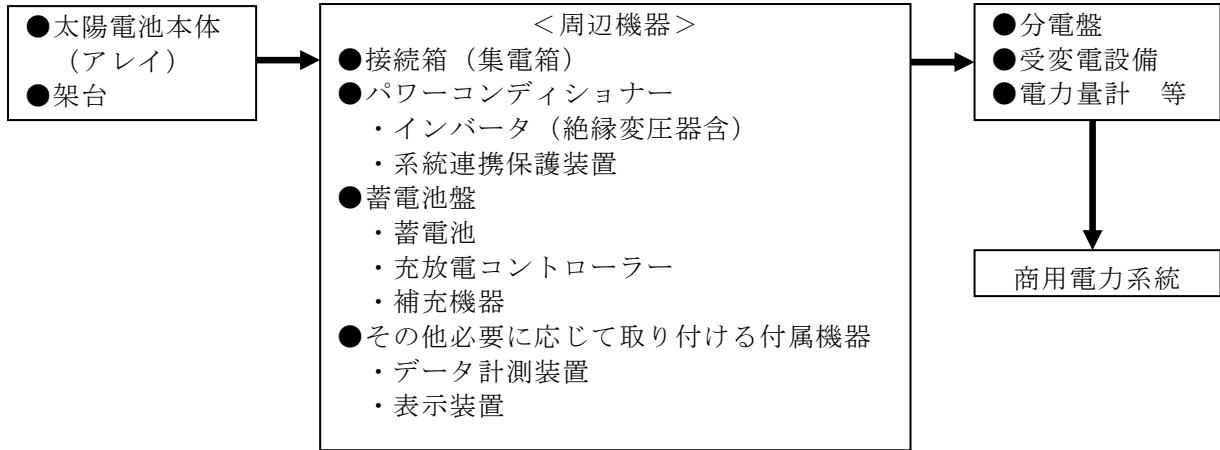 ●太陽電池本体
(アレイ)
●架台
＜周辺機器＞
●接続箱（集電箱）
●パワーコンディショナー
・インバータ（絶縁変圧器含）
・系統連携保護装置
●蓄電池盤
・蓄電池
・充放電コントローラー
・補充機器
●その他必要に応じて取り付ける付属機器
・データ計測装置
・表示装置
●分電盤
●受変電設備
●電力量計　等
商用電力系統